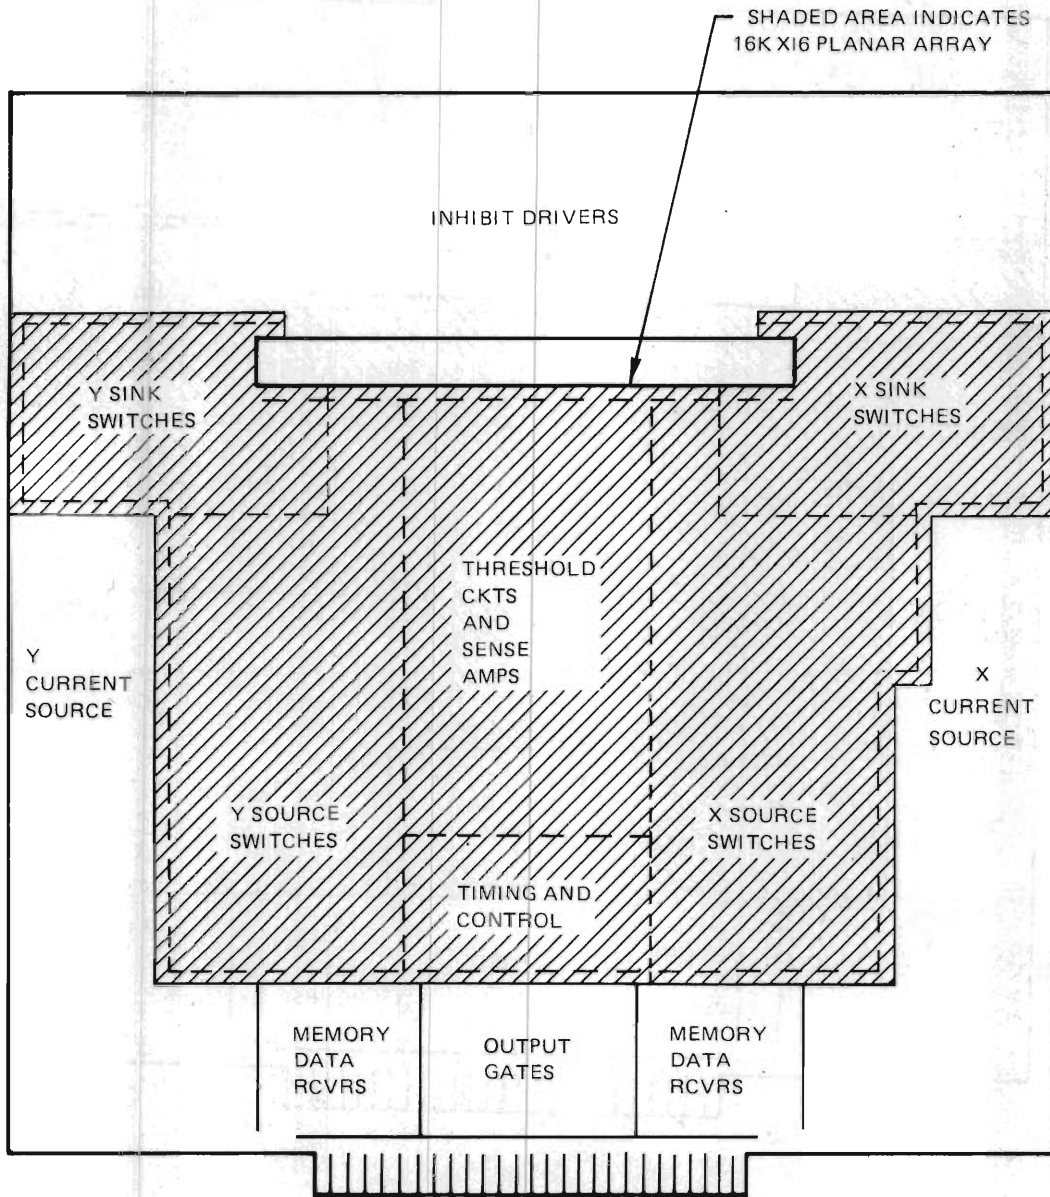 SHADED AREA INDICATES
16K X16 PLANAR ARRAY
INHIBIT DRIVERS
Y SINK
SWITCHES
X SINK
SWITCHES
THRESHOLD
CKTS
AND
SENSE
AMPS
Y
CURRENT
SOURCE
X
CURRENT
SOURCE
Y SOURCE
SWITCHES
X SOURCE
SWITCHES
TIMING AND
CONTROL
MEMORY
DATA
RCVRS
OUTPUT
GATES
MEMORY
DATA
RCVRS